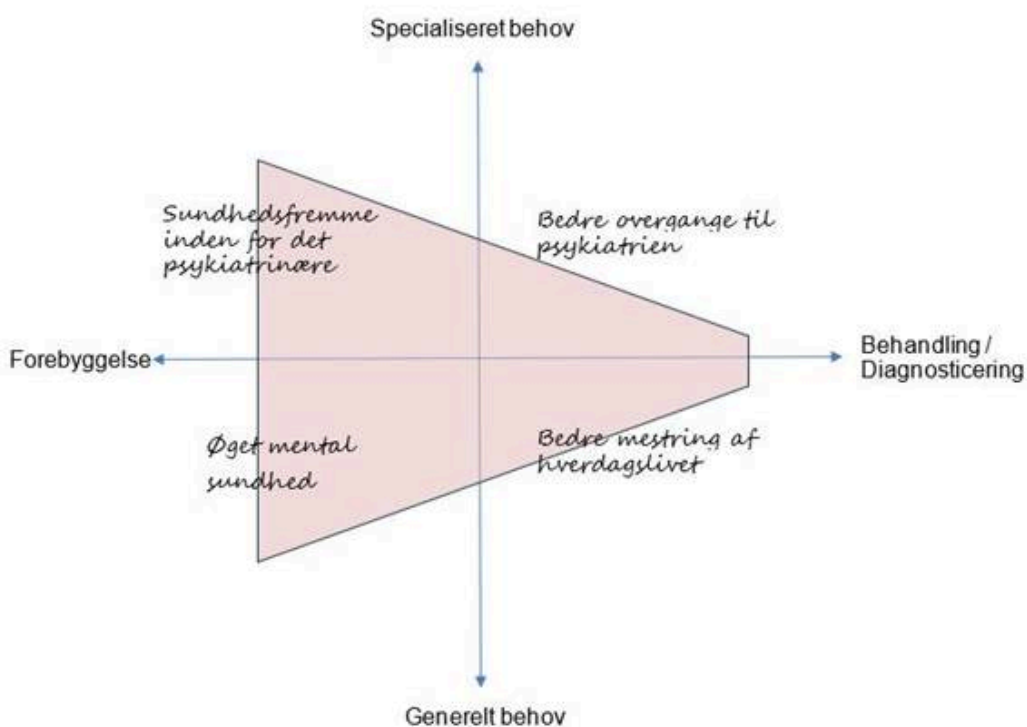 Specialiseret behov
Sundhedsfremme
inden for det
psykiatrinære
Bedre overgange til
psykiatrien
Forebyggelse
Behandling /
Diagnosticering
Øget mental
sundhed
Bedre mestring af
hverdagslivet
Generelt behov